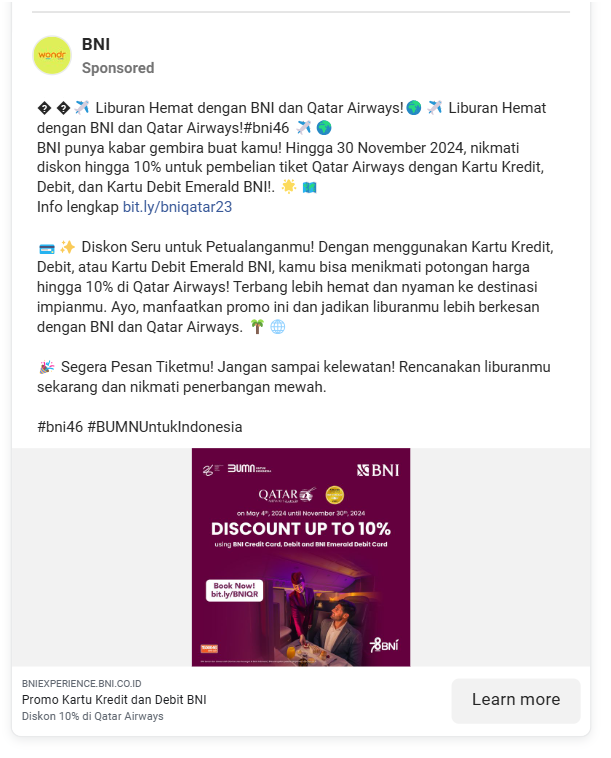 wondr
BNI
Sponsored
� �✈️ Liburan Hemat dengan BNI dan Qatar Airways!🌍 ✈️ Liburan Hemat
dengan BNI dan Qatar Airways!#bni46 ✈️ 🌍
BNI punya kabar gembira buat kamu! Hingga 30 November 2024, nikmati
diskon hingga 10% untuk pembelian tiket Qatar Airways dengan Kartu Kredit,
Debit, dan Kartu Debit Emerald BNI!. 🌟 🗺️
Info lengkap bit.ly/bniqatar23
💳 ✨ Diskon Seru untuk Petualanganmu! Dengan menggunakan Kartu Kredit,
Debit, atau Kartu Debit Emerald BNI, kamu bisa menikmati potongan harga
hingga 10% di Qatar Airways! Terbang lebih hemat dan nyaman ke destinasi
impianmu. Ayo, manfaatkan promo ini dan jadikan liburanmu lebih berkesan
dengan BNI dan Qatar Airways. 🌴 🌐
🎉 Segera Pesan Tiketmu! Jangan sampai kelewatan! Rencanakan liburanmu
sekarang dan nikmati penerbangan mewah.
#bni46 #BUMNUntukIndonesia
BUMN
BNI
QATAR
on May 4th, 2024 until November 30th, 2024
DISCOUNT UP TO 10%
using BNI Credit Card, Debit and BNI Emerald Debit Card
Book Now!
bit.ly/BNIQR
BNI
BNIEXPERIENCE.BNI.CO.ID
Promo Kartu Kredit dan Debit BNI
Diskon 10% di Qatar Airways
Learn more